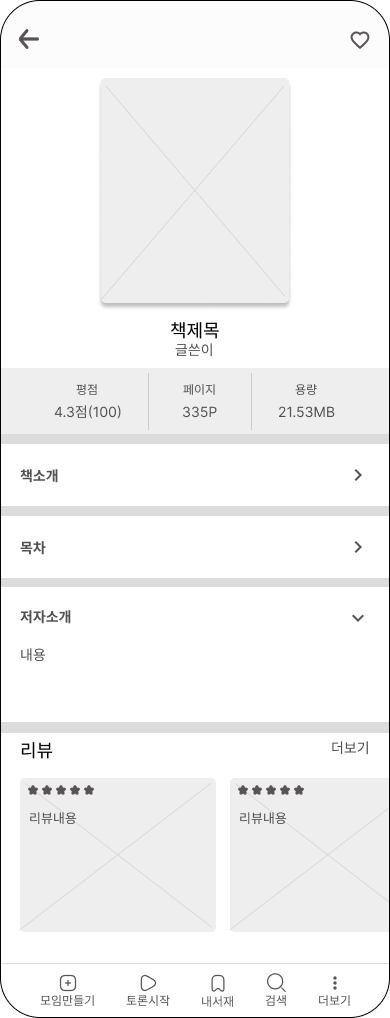 책제목
글쓴이
평점 페이지 용량
4.3점(100) 335P 21.53MB
책소개
목차
저자소개
내용
리뷰 더보기
리뷰내용 리뷰내용
모임만들기 토론시작 내서재 검색 더보기